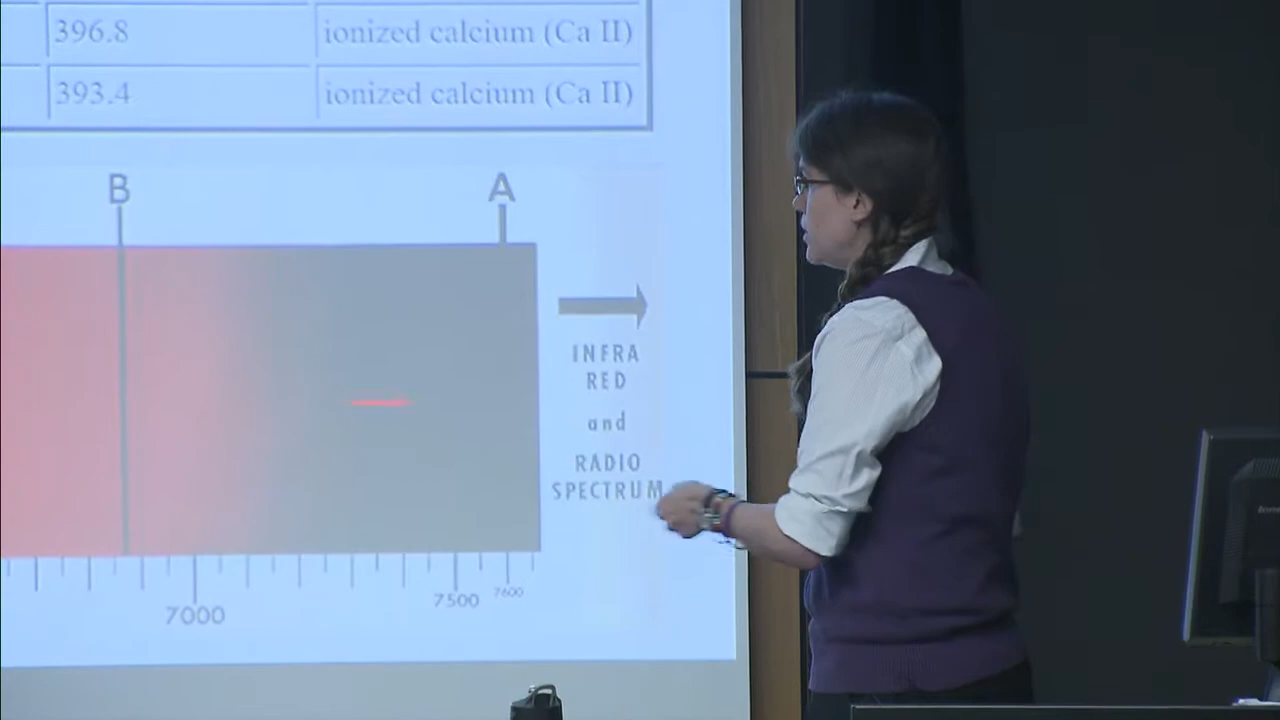 396.8 ionized calcium (Ca II)
393.4 ionized calcium (Ca II)
B A
INFRA
RED
and
RADIO
SPECTRUM
7000 7500 7600